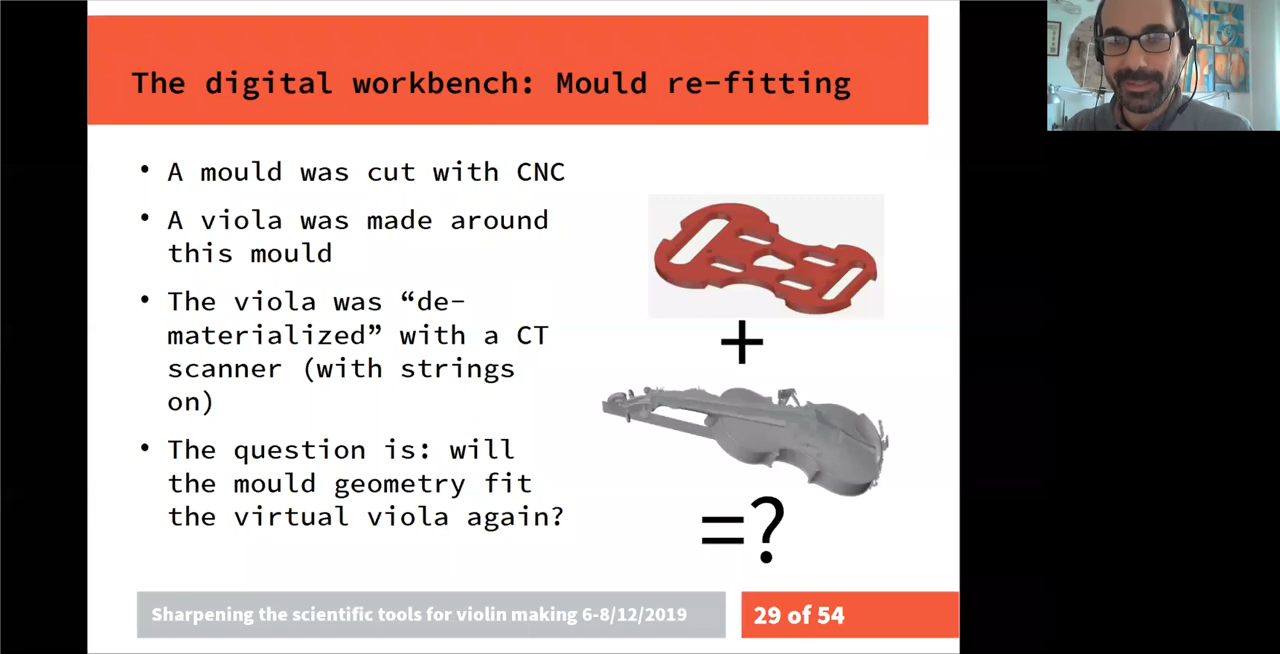 The digital workbench: Mould re-fitting
• A mould was cut with CNC
• A viola was made around
this mould
• The viola was “de-
materialized” with a CT
scanner (with strings
on)
• The question is: will
the mould geometry fit
the virtual viola again?
+
=?
Sharpening the scientific tools for violin making 6-8/12/2019
29 of 54